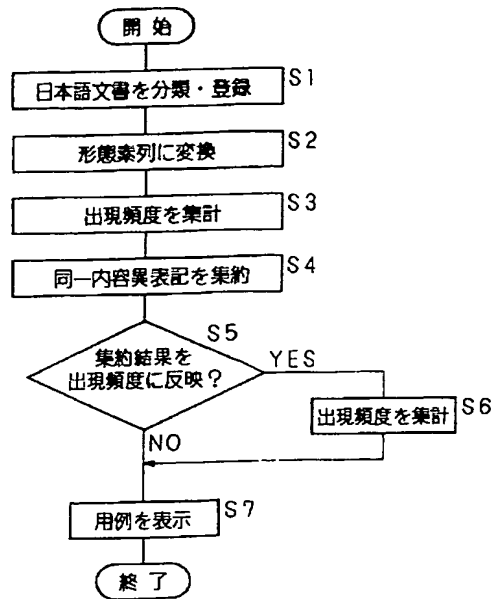 開始
日本語文書を分類・登録 S1
形態素列に変換 S2
出現頻度を集計 S3
同一内容異表記を集約 S4
S5
集約結果を
出現頻度に反映?
YES
出現頻度を集計 S6
NO
用例を表示 S7
終了